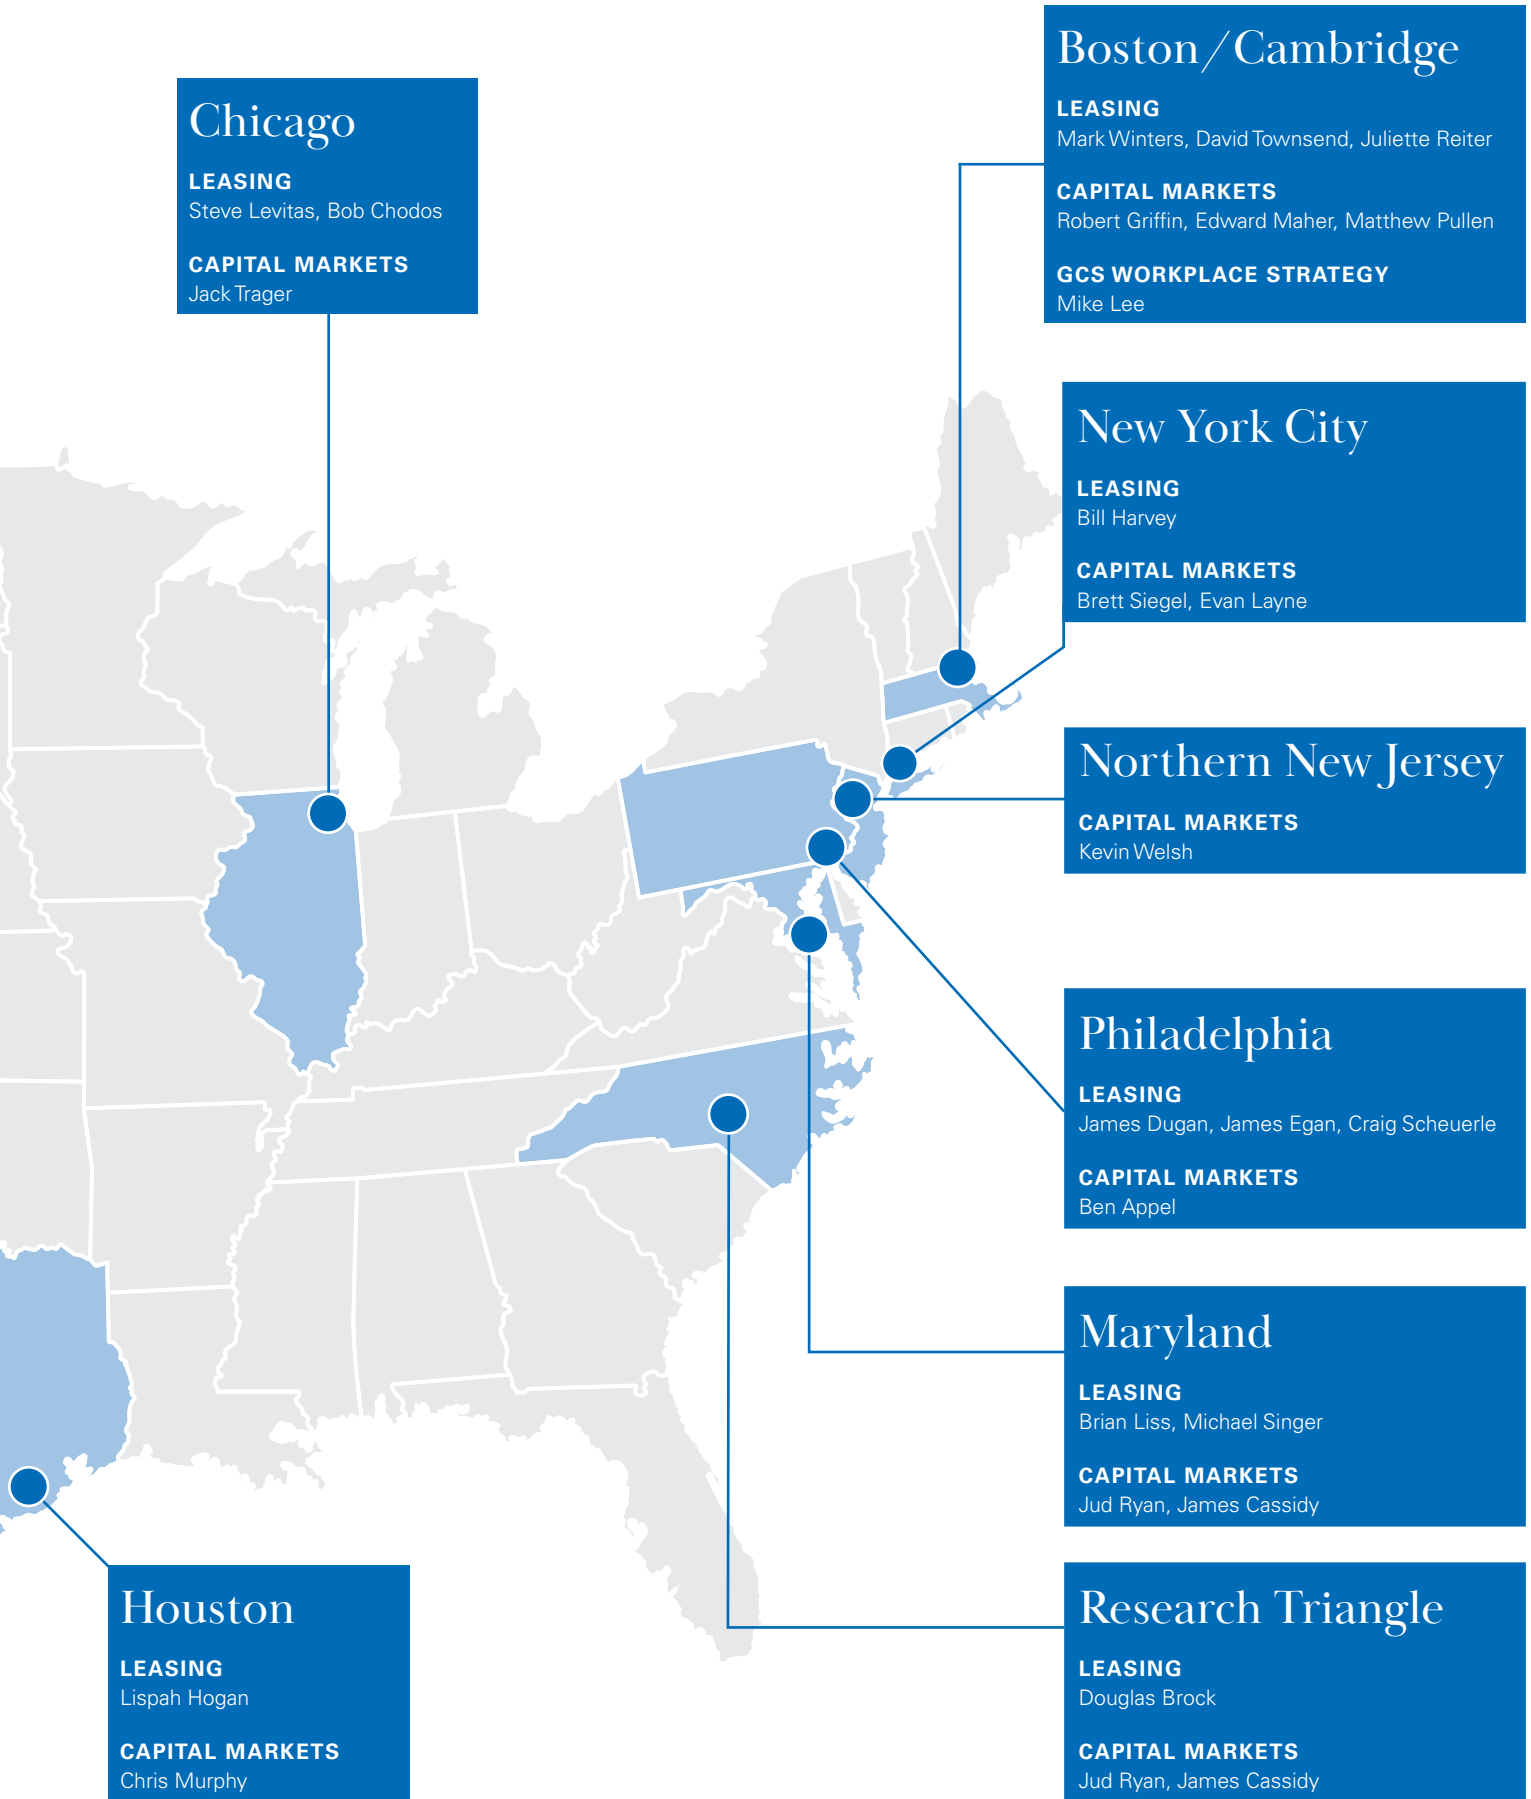 Chicago
LEASING
Steve Levitas, Bob Chodos
CAPITAL MARKETS
Jack Trager
Boston/Cambridge
LEASING
Mark Winters, David Townsend, Juliette Reiter
CAPITAL MARKETS
Robert Griffin, Edward Maher, Matthew Pullen
GCS WORKPLACE STRATEGY
Mike Lee
New York City
LEASING
Bill Harvey
CAPITAL MARKETS
Brett Siegel, Evan Layne
Northern New Jersey
CAPITAL MARKETS
Kevin Welsh
Philadelphia
LEASING
James Dugan, James Egan, Craig Scheuerle
CAPITAL MARKETS
Ben Appel
Maryland
LEASING
Brian Liss, Michael Singer
CAPITAL MARKETS
Jud Ryan, James Cassidy
Research Triangle
LEASING
Douglas Brock
CAPITAL MARKETS
Jud Ryan, James Cassidy
Houston
LEASING
Lispah Hogan
CAPITAL MARKETS
Chris Murphy